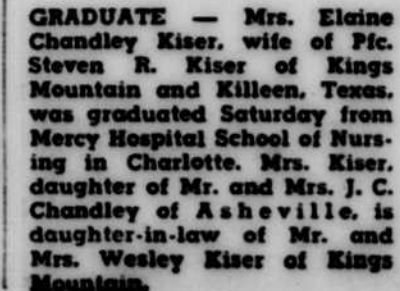 GRADUATE — Mrs. Elaine
Chandley Kiser, wife of Pfc.
Steven R. Kiser of Kings
Mountain and Killeen, Texas,
was graduated Saturday from
Mercy Hospital School of Nurs-
ing in Charlotte. Mrs. Kiser,
daughter of Mr. and Mrs. J. C.
Chandley of Asheville, is
daughter-in-law of Mr. and
Mrs. Wesley Kiser of Kings
Mountain.